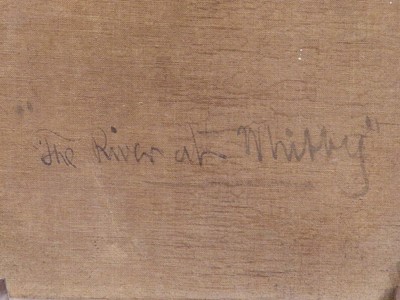 "The River at Whitby"